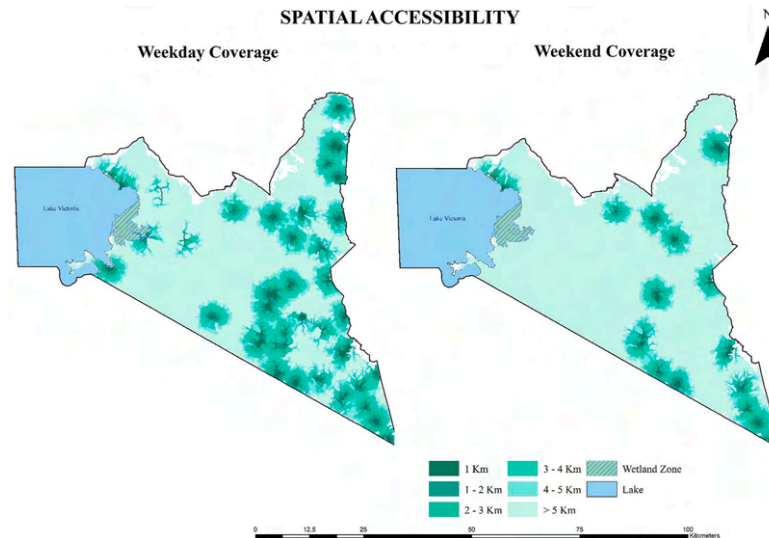 SPATIAL ACCESSIBILITY
N
Weekday Coverage
Weekend Coverage
Lake Victoria
Lake Victoria
1 Km
3 - 4 Km
Wetland Zone
1 - 2 Km
4 - 5 Km
Lake
2 - 3 Km
> 5 Km
0
12.5
25
50
75
100
Kilometers